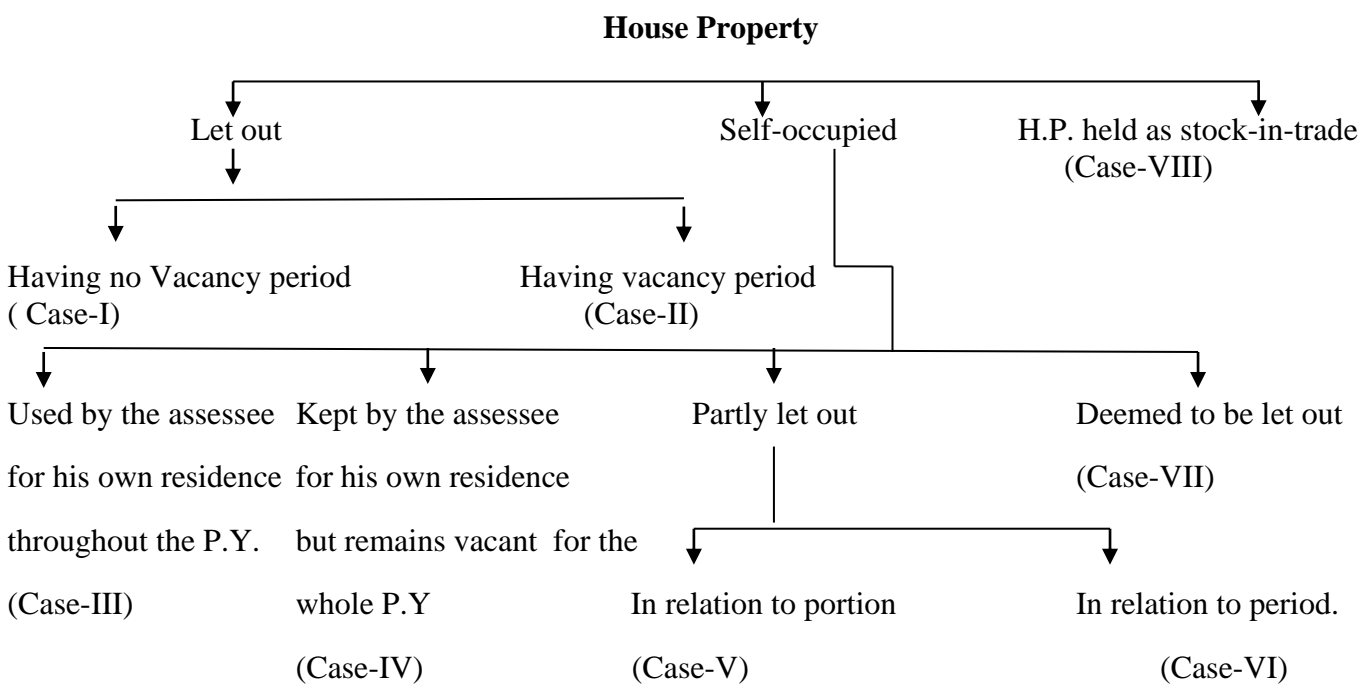 House Property
Let out
Self-occupied
H.P. held as stock-in-trade
(Case-VIII)
Having no Vacancy period
( Case-I)
Having vacancy period
(Case-II)
Used by the assessee
for his own residence
throughout the P.Y.
(Case-III)
Kept by the assessee
for his own residence
but remains vacant for the
whole P.Y
(Case-IV)
Partly let out
Deemed to be let out
(Case-VII)
In relation to portion
(Case-V)
In relation to period.
(Case-VI)